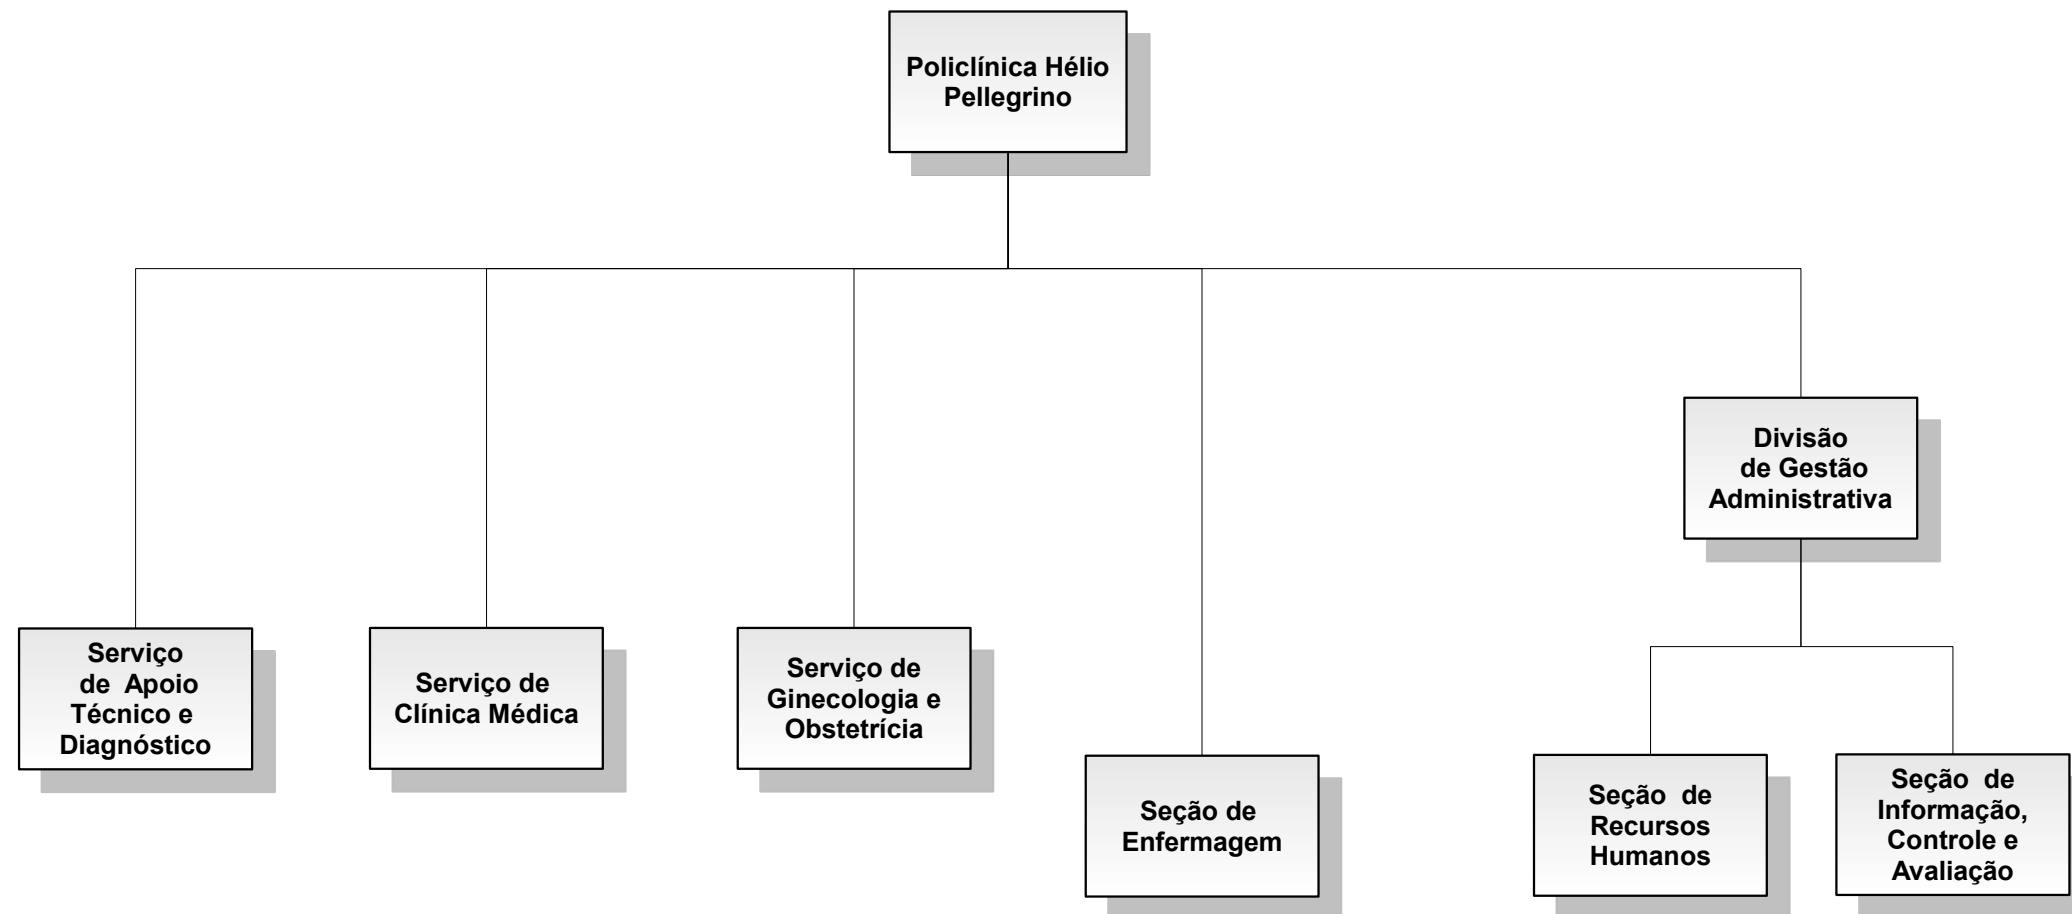 Policlínica Hélio
Pellegrino
Divisão
de Gestão
Administrativa
Serviço
de Apoio
Técnico e
Diagnóstico
Serviço de
Clínica Médica
Serviço de
Ginecologia e
Obstetrícia
Seção de
Enfermagem
Seção de
Recursos
Humanos
Seção de
Informação,
Controle e
Avaliação